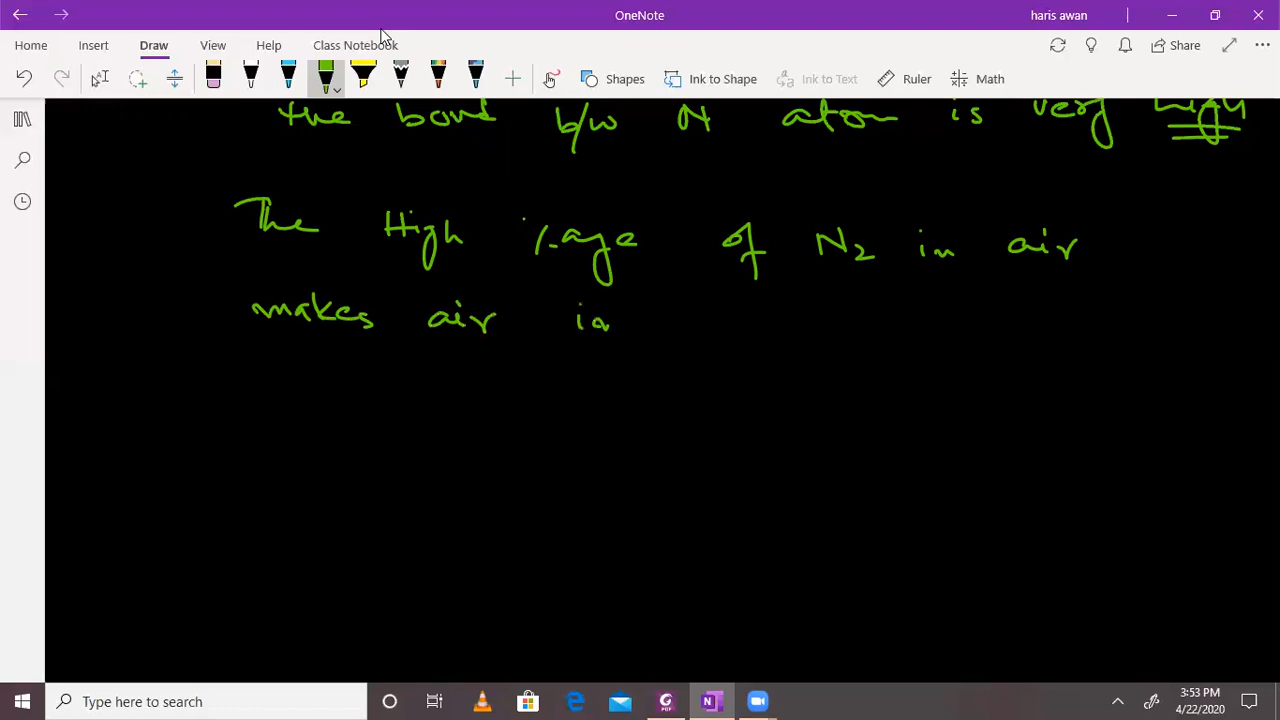 OneNote
haris awan
Home Insert Draw View Help Class Notebook
Share
Shapes Ink to Shape Ink to Text Ruler Math
the bond b/w N atom is very high
The High %age of N2 in air
makes air in
Type here to search
3:53 PM
4/22/2020